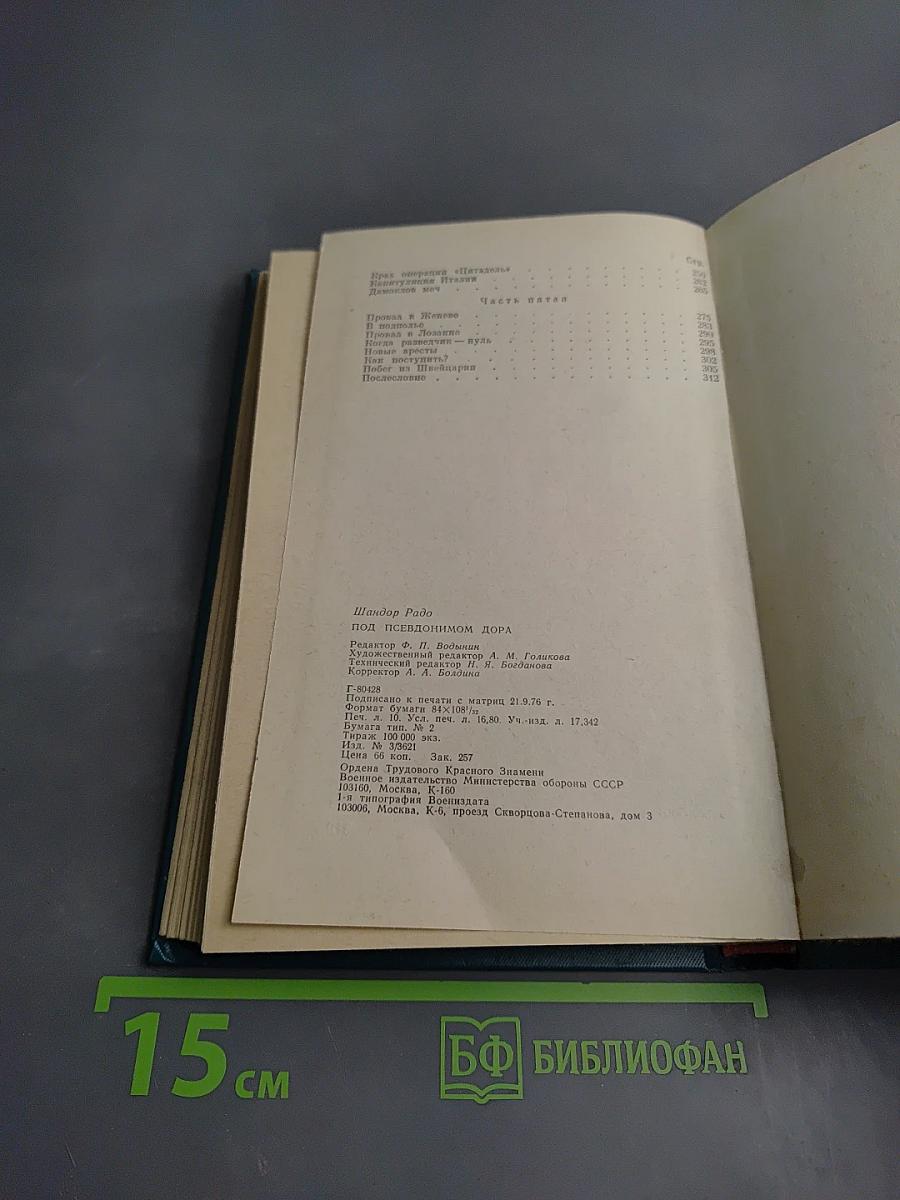 Стр.
Крах операции «Цитадель» . . . . . . . . . . 259
Капитуляция Италии . . . . . . . . . . 262
Дамоклов меч . . . . . . . . . . 265
Часть пятая
Провал в Женеве . . . . . . . . . . 275
В подполье . . . . . . . . . . 283
Провал в Лозанне . . . . . . . . . . 290
Когда разведчик — нуль . . . . . . . . . . 295
Новые аресты . . . . . . . . . . 298
Как поступить? . . . . . . . . . . 302
Побег из Швейцарии . . . . . . . . . . 305
Послесловие . . . . . . . . . . 312
Шандор Радо
ПОД ПСЕВДОНИМОМ ДОРА
Редактор Ф. П. Водынин
Художественный редактор А. М. Голикова
Технический редактор Н. Я. Богданова
Корректор А. А. Болдина
Г-80428
Подписано к печати с матриц 21.9.76 г.
Формат бумаги 84×108¹/₃₂
Печ. л. 10. Усл. печ. л. 16,80. Уч.-изд. л. 17,342
Бумага тип. № 2
Тираж 100 000 экз.
Изд. № 3/3621
Цена 66 коп. Зак. 257
Ордена Трудового Красного Знамени
Военное издательство Министерства обороны СССР
103160, Москва, К-160
1-я типография Воениздата
103006, Москва, К-6, проезд Скворцова-Степанова, дом 3
15 см
БФ БИБЛИОФАН